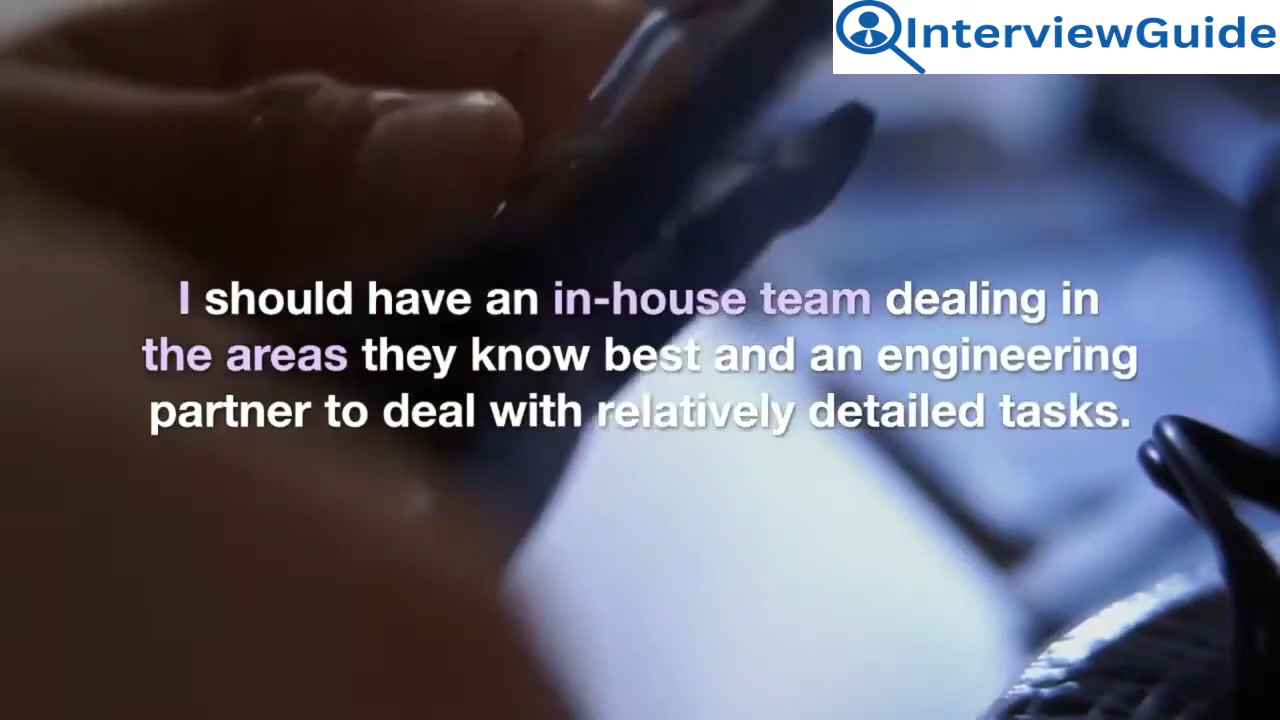 InterviewGuide
I should have an in-house team dealing in
the areas they know best and an engineering
partner to deal with relatively detailed tasks.